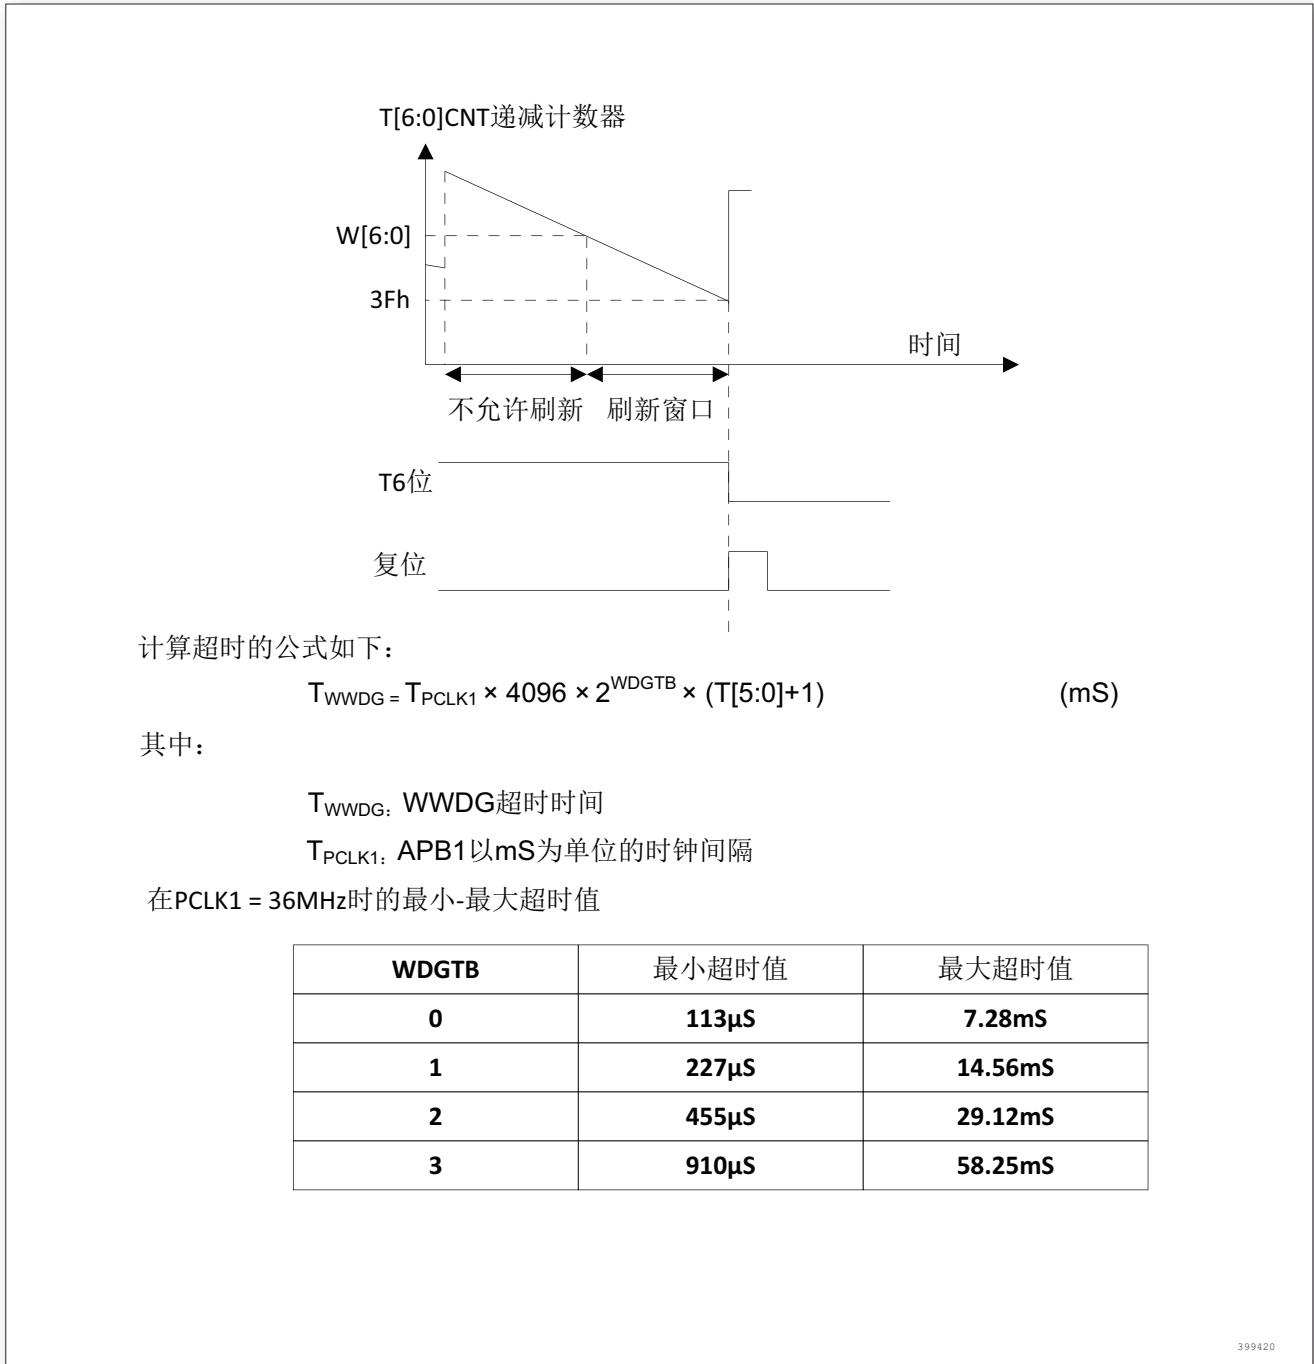 T[6:0]CNT递减计数器
W[6:0]
3Fh
时间
不允许刷新 刷新窗口
T6位
复位
计算超时的公式如下：
TWWDG = TPCLK1 × 4096 × 2^WDGTB × (T[5:0]+1) (mS)
其中：
TWWDG: WWDG超时时间
TPCLK1: APB1以mS为单位的时钟间隔
在PCLK1 = 36MHz时的最小-最大超时值
WDGTB 最小超时值 最大超时值
0 113µS 7.28mS
1 227µS 14.56mS
2 455µS 29.12mS
3 910µS 58.25mS
399420